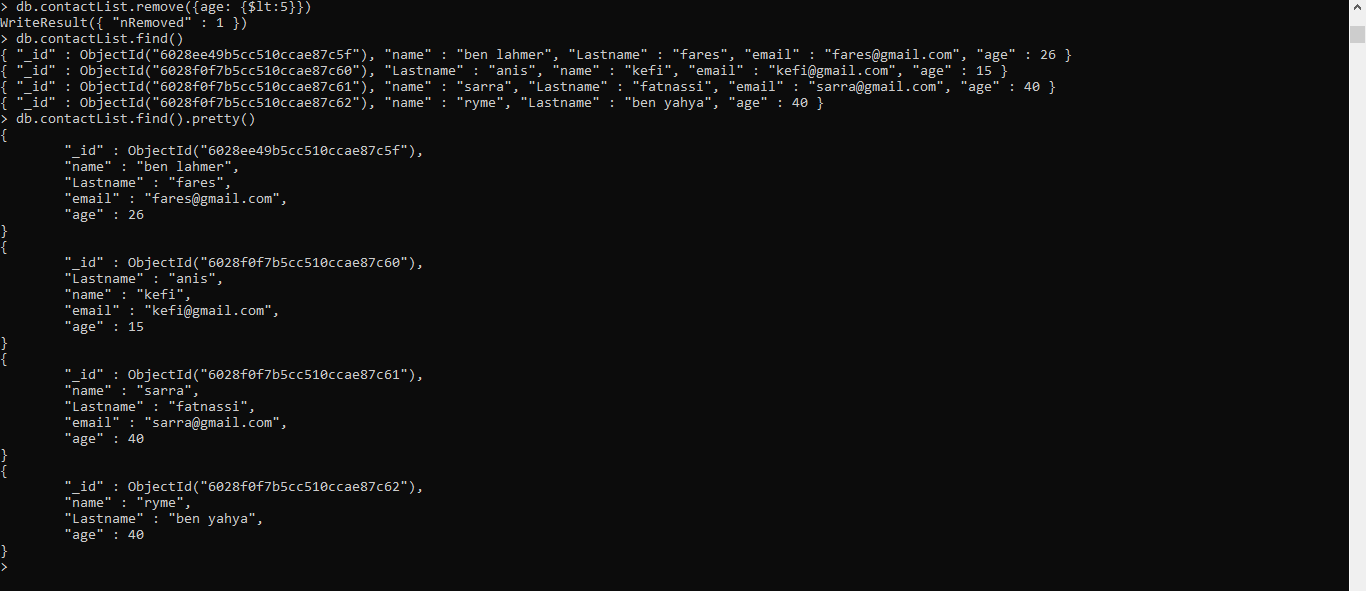 > db.contactList.remove({age: {$lt:5}})
WriteResult({ "nRemoved" : 1 })
> db.contactList.find()
{ "_id" : ObjectId("6028ee49b5cc510ccae87c5f"), "name" : "ben lahmer", "Lastname" : "fares", "email" : "fares@gmail.com", "age" : 26 }
{ "_id" : ObjectId("6028f0f7b5cc510ccae87c60"), "Lastname" : "anis", "name" : "kefi", "email" : "kefi@gmail.com", "age" : 15 }
{ "_id" : ObjectId("6028f0f7b5cc510ccae87c61"), "name" : "sarra", "Lastname" : "fatnassi", "email" : "sarra@gmail.com", "age" : 40 }
{ "_id" : ObjectId("6028f0f7b5cc510ccae87c62"), "name" : "ryme", "Lastname" : "ben yahya", "age" : 40 }
> db.contactList.find().pretty()
{
        "_id" : ObjectId("6028ee49b5cc510ccae87c5f"),
        "name" : "ben lahmer",
        "Lastname" : "fares",
        "email" : "fares@gmail.com",
        "age" : 26
}
{
        "_id" : ObjectId("6028f0f7b5cc510ccae87c60"),
        "Lastname" : "anis",
        "name" : "kefi",
        "email" : "kefi@gmail.com",
        "age" : 15
}
{
        "_id" : ObjectId("6028f0f7b5cc510ccae87c61"),
        "name" : "sarra",
        "Lastname" : "fatnassi",
        "email" : "sarra@gmail.com",
        "age" : 40
}
{
        "_id" : ObjectId("6028f0f7b5cc510ccae87c62"),
        "name" : "ryme",
        "Lastname" : "ben yahya",
        "age" : 40
}
>